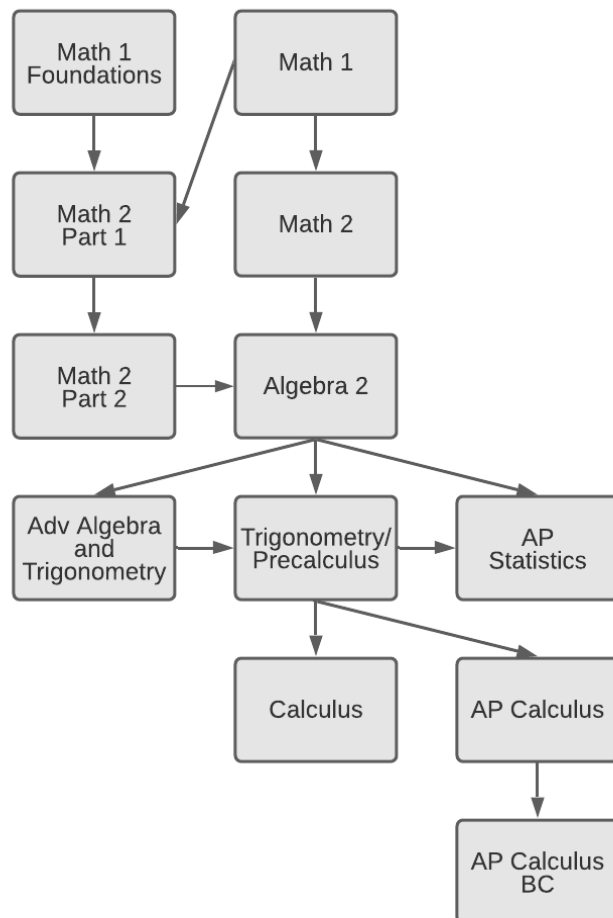 Math 1
Foundations
Math 1
Math 2
Part 1
Math 2
Math 2
Part 2
Algebra 2
Adv Algebra
and
Trigonometry
Trigonometry/
Precalculus
AP
Statistics
Calculus
AP Calculus
AP Calculus
BC